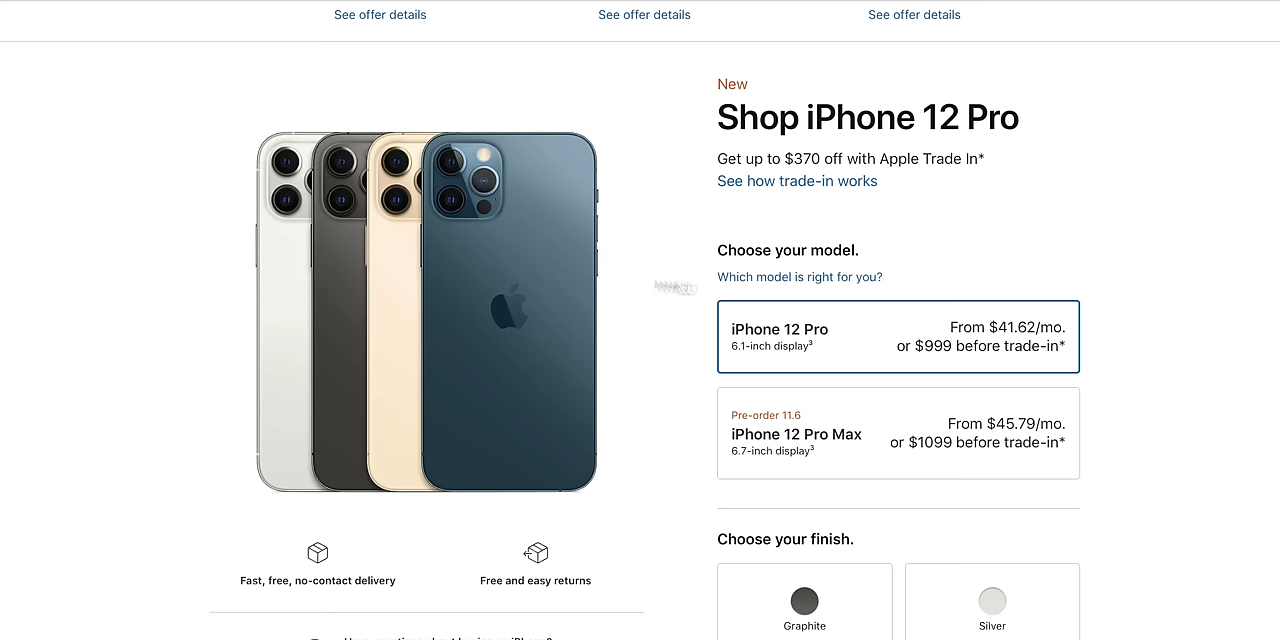 See offer details
See offer details
See offer details
New
Shop iPhone 12 Pro
Get up to $370 off with Apple Trade In*
See how trade-in works
Choose your model.
Which model is right for you?
iPhone 12 Pro
6.1-inch display³
From $41.62/mo.
or $999 before trade-in*
Pre-order 11.6
iPhone 12 Pro Max
6.7-inch display³
From $45.79/mo.
or $1099 before trade-in*
Choose your finish.
Graphite
Silver
Fast, free, no-contact delivery
Free and easy returns